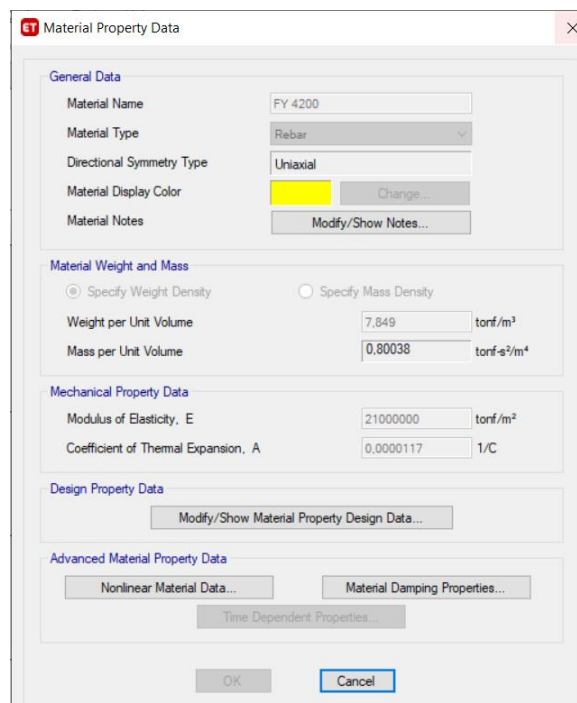 ET Material Property Data
General Data
Material Name FY 4200
Material Type Rebar
Directional Symmetry Type Uniaxial
Material Display Color Change...
Material Notes Modify/Show Notes...
Material Weight and Mass
Specify Weight Density Specify Mass Density
Weight per Unit Volume 7,849 tonf/m³
Mass per Unit Volume 0,80038 tonf-s²/m⁴
Mechanical Property Data
Modulus of Elasticity, E 21000000 tonf/m²
Coefficient of Thermal Expansion, A 0,0000117 1/C
Design Property Data
Modify/Show Material Property Design Data...
Advanced Material Property Data
Nonlinear Material Data... Material Damping Properties...
Time Dependent Properties...
OK Cancel